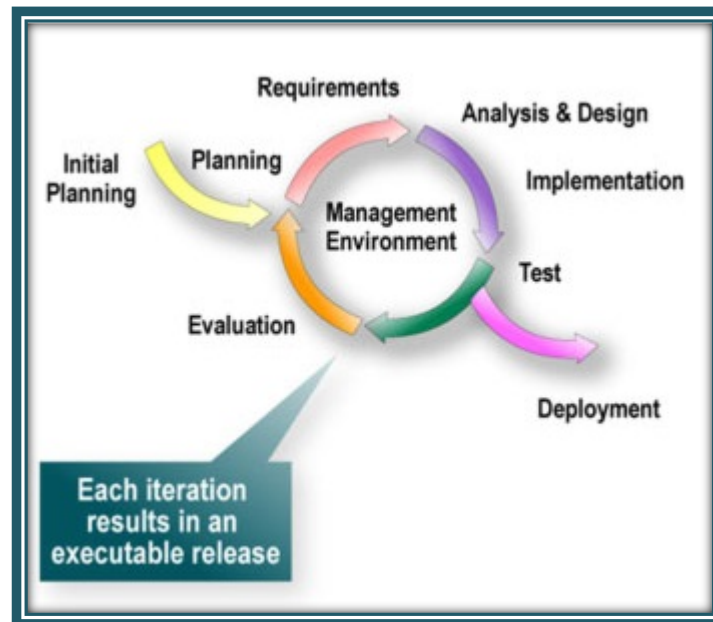 Requirements
Analysis & Design
Planning
Initial
Planning
Implementation
Management
Environment
Test
Evaluation
Deployment
Each iteration
results in an
executable release